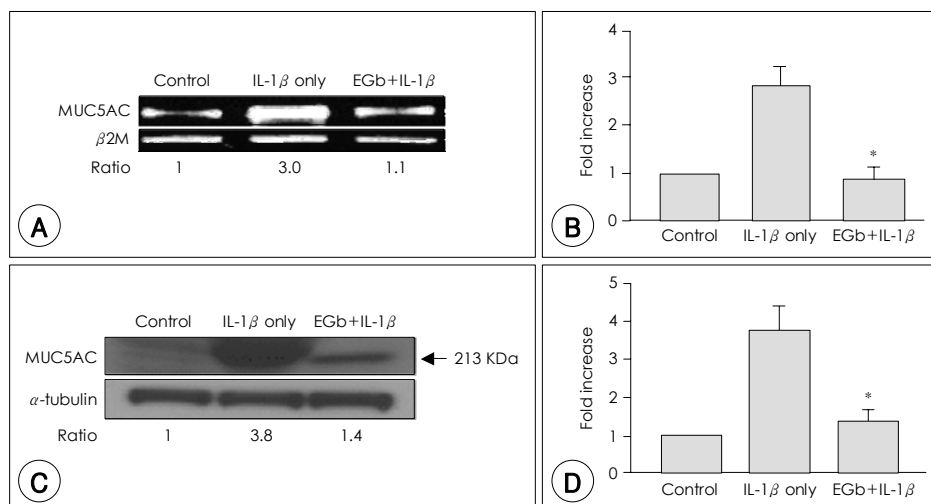 Control IL-1β only EGb+IL-1β
MUC5AC
β2M
Ratio 1 3.0 1.1
A
Fold increase
4
3
2
1
0
*
Control IL-1β only EGb+IL-1β
B
Control IL-1β only EGb+IL-1β
MUC5AC
213 KDa
α-tubulin
Ratio 1 3.8 1.4
C
Fold increase
5
4
3
2
1
0
*
Control IL-1β only EGb+IL-1β
D